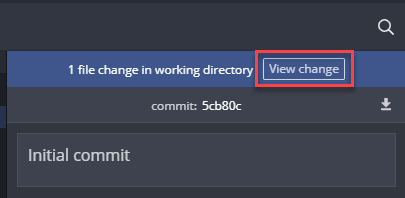 1 file change in working directory View change
commit: 5cb80c
Initial commit